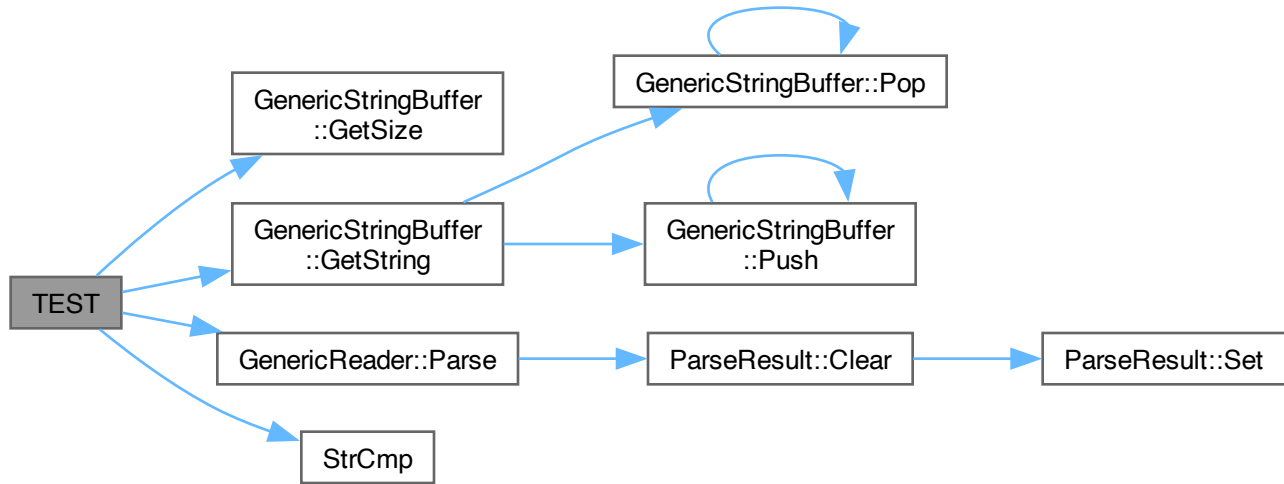 GenericStringBuffer::Pop
GenericStringBuffer
::GetSize
GenericStringBuffer
::GetString
GenericStringBuffer
::Push
TEST
GenericReader::Parse
ParseResult::Clear
ParseResult::Set
StrCmp